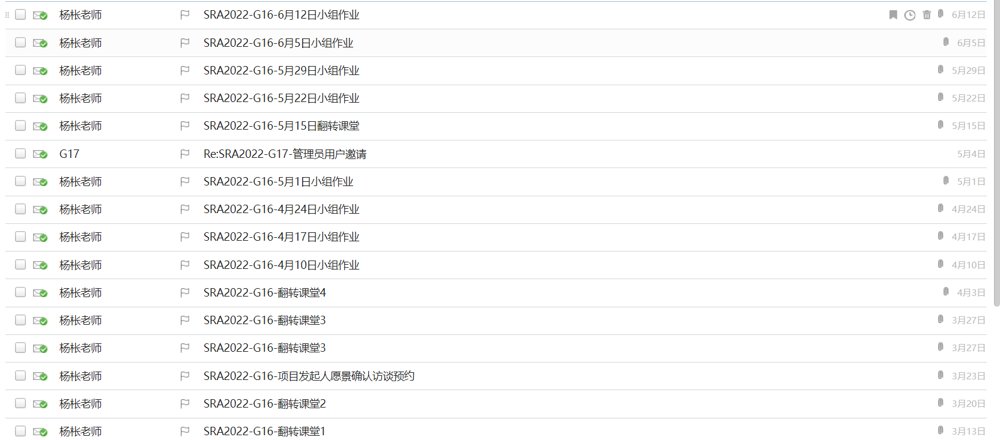 杨枨老师 SRA2022-G16-6月12日小组作业 6月12日
杨枨老师 SRA2022-G16-6月5日小组作业 6月5日
杨枨老师 SRA2022-G16-5月29日小组作业 5月29日
杨枨老师 SRA2022-G16-5月22日小组作业 5月22日
杨枨老师 SRA2022-G16-5月15日翻转课堂 5月15日
G17 Re:SRA2022-G17-管理员用户邀请 5月4日
杨枨老师 SRA2022-G16-5月1日小组作业 5月1日
杨枨老师 SRA2022-G16-4月24日小组作业 4月24日
杨枨老师 SRA2022-G16-4月17日小组作业 4月17日
杨枨老师 SRA2022-G16-4月10日小组作业 4月10日
杨枨老师 SRA2022-G16-翻转课堂4 4月3日
杨枨老师 SRA2022-G16-翻转课堂3 3月27日
杨枨老师 SRA2022-G16-翻转课堂3 3月27日
杨枨老师 SRA2022-G16-项目发起人愿景确认访谈预约 3月23日
杨枨老师 SRA2022-G16-翻转课堂2 3月20日
杨枨老师 SRA2022-G16-翻转课堂1 3月13日